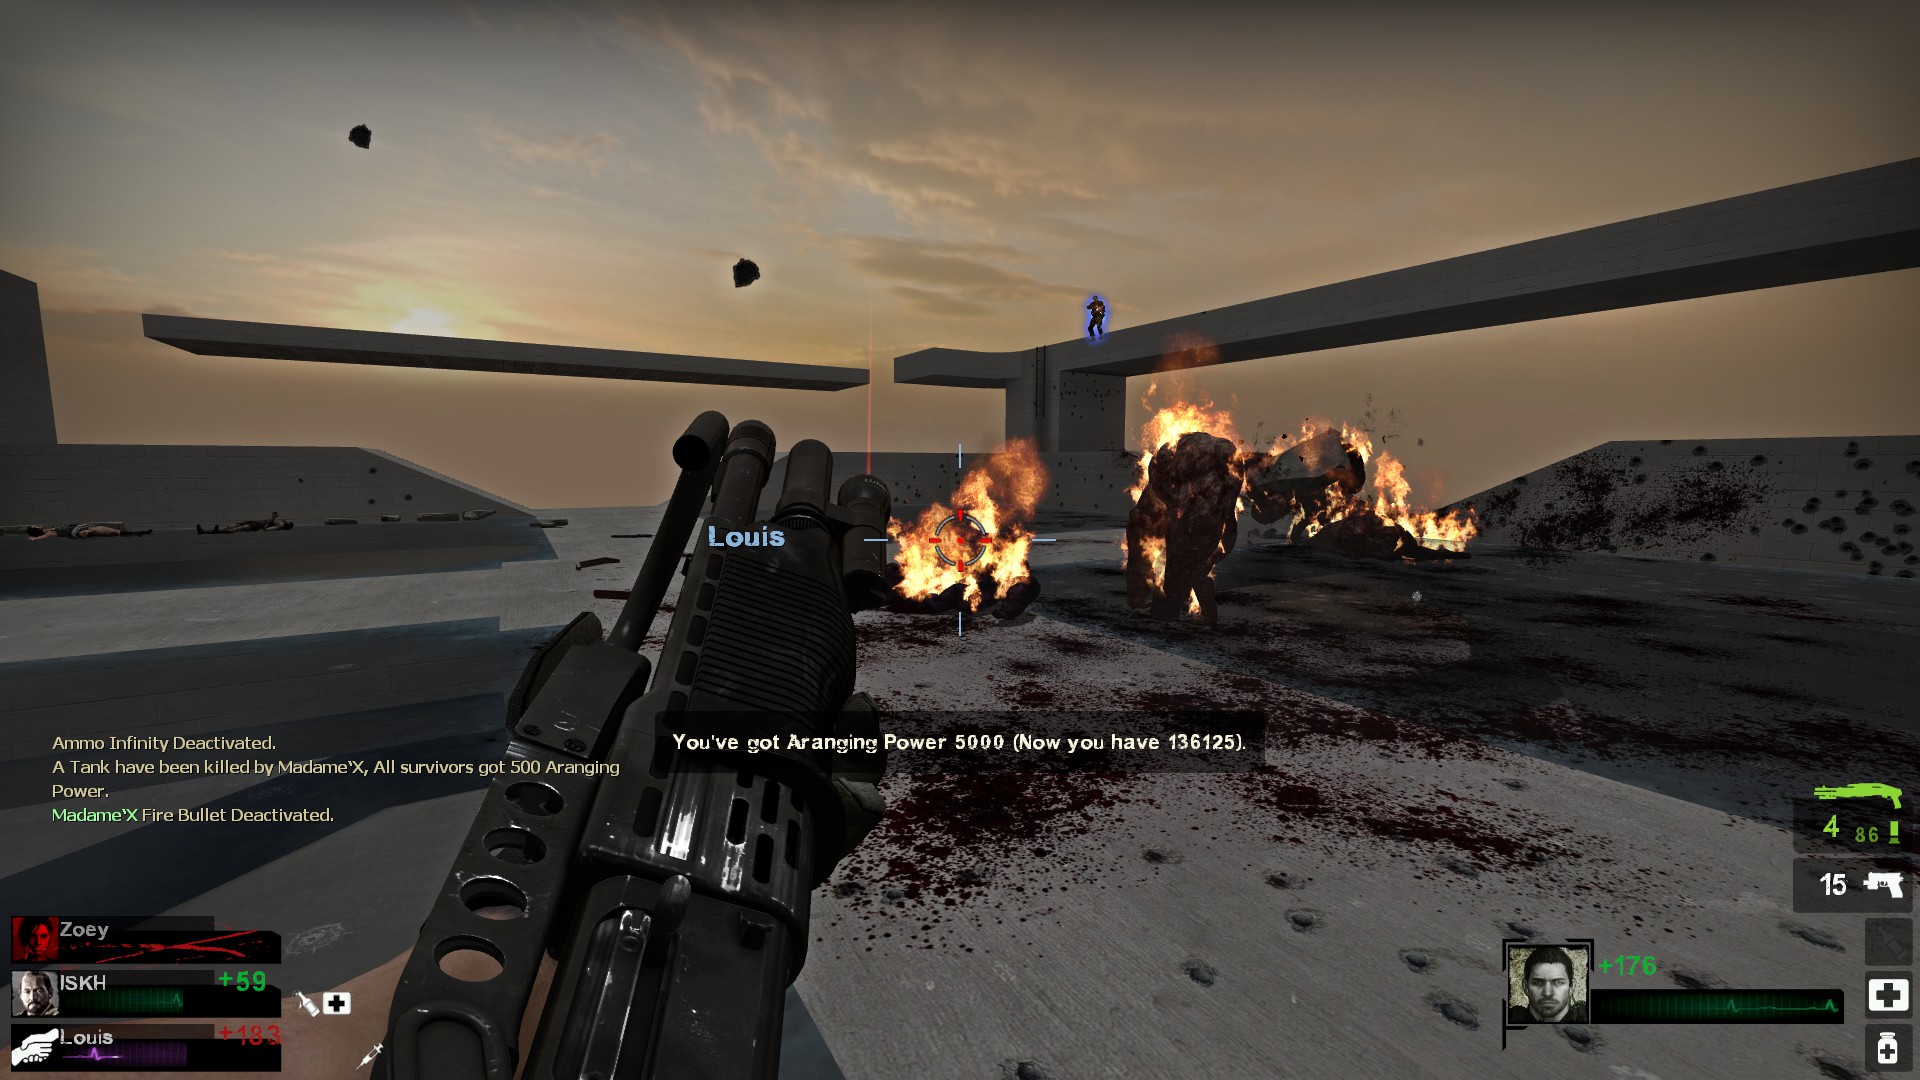 Louis
You've got Aranging Power 5000 (Now you have 136125).
Ammo Infinity Deactivated.
A Tank have been killed by Madame'X, All survivors got 500 Aranging
Power.
Madame'X Fire Bullet Deactivated.
4 86
15
Zoey
ISKH +59
Louis +183
+176